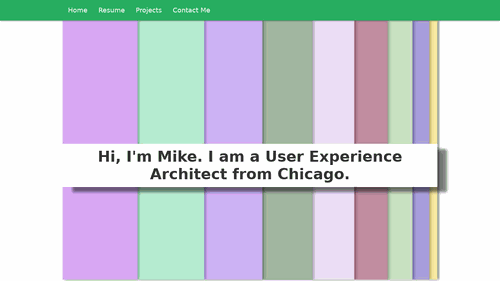 Home Resume Projects Contact Me
Hi, I'm Mike. I am a User Experience
Architect from Chicago.